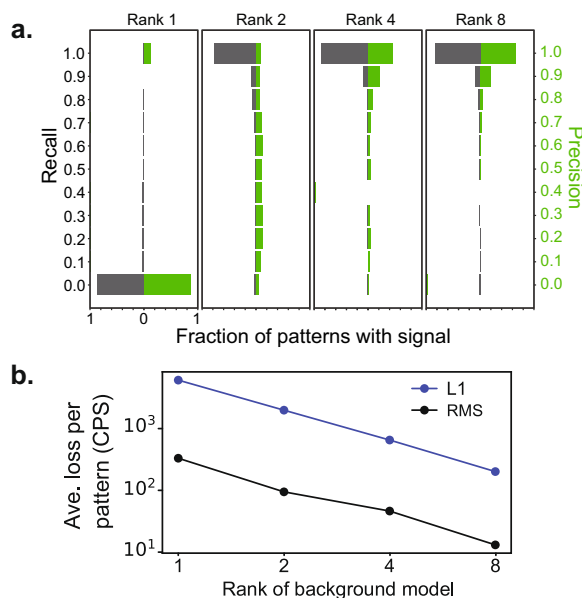 a.
Rank 1 Rank 2 Rank 4 Rank 8
1.0 1.0
0.9 0.9
0.8 0.8
0.7 0.7
0.6 0.6
0.5 0.5
0.4 0.4
0.3 0.3
0.2 0.2
0.1 0.1
0.0 0.0
Recall
Precision
1 0 1
Fraction of patterns with signal
b.
L1
RMS
10³
10²
10¹
Ave. loss per
pattern (CPS)
1 2 4 8
Rank of background model